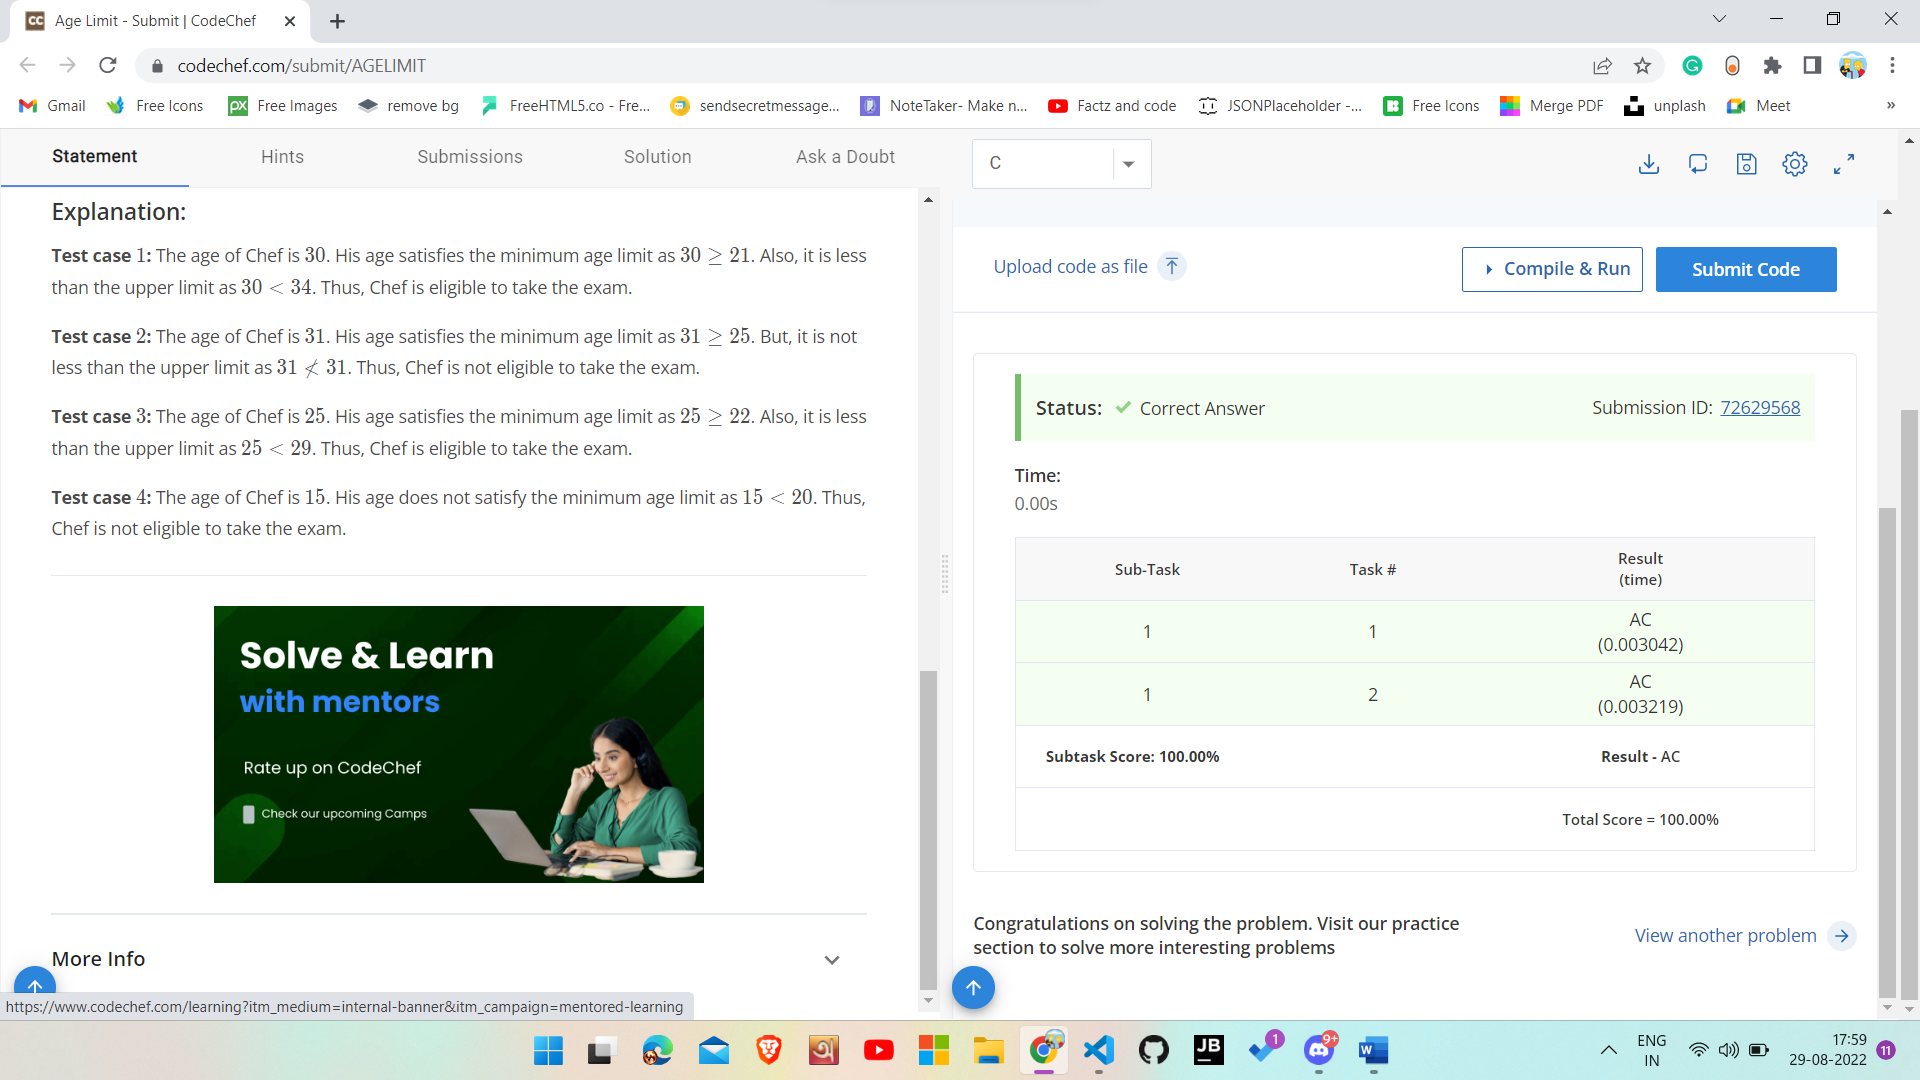 Age Limit - Submit | CodeChef
codechef.com/submit/AGELIMIT
Gmail
Free Icons
px
Free Images
remove bg
FreeHTML5.co - Fre...
sendsecretmessage...
NoteTaker- Make n...
Factz and code
JSONPlaceholder -...
Free Icons
Merge PDF
unplash
Meet
»
Statement
Hints
Submissions
Solution
Ask a Doubt
Explanation:
Test case 1: The age of Chef is 30. His age satisfies the minimum age limit as 30 ≥ 21. Also, it is less
than the upper limit as 30 < 34. Thus, Chef is eligible to take the exam.
Test case 2: The age of Chef is 31. His age satisfies the minimum age limit as 31 ≥ 25. But, it is not
less than the upper limit as 31 ≮ 31. Thus, Chef is not eligible to take the exam.
Test case 3: The age of Chef is 25. His age satisfies the minimum age limit as 25 ≥ 22. Also, it is less
than the upper limit as 25 < 29. Thus, Chef is eligible to take the exam.
Test case 4: The age of Chef is 15. His age does not satisfy the minimum age limit as 15 < 20. Thus,
Chef is not eligible to take the exam.
Solve & Learn
with mentors
Rate up on CodeChef
Check our upcoming Camps
More Info
https://www.codechef.com/learning?itm_medium=internal-banner&itm_campaign=mentored-learning
C
Upload code as file
Compile & Run
Submit Code
Status: ✓ Correct Answer
Submission ID: 72629568
Time:
0.00s
Sub-Task
Task #
Result
(time)
1
1
AC
(0.003042)
1
2
AC
(0.003219)
Subtask Score: 100.00%
Result - AC
Total Score = 100.00%
Congratulations on solving the problem. Visit our practice
section to solve more interesting problems
View another problem
JB
1
9+
W
ENG
IN
17:59
29-08-2022
11